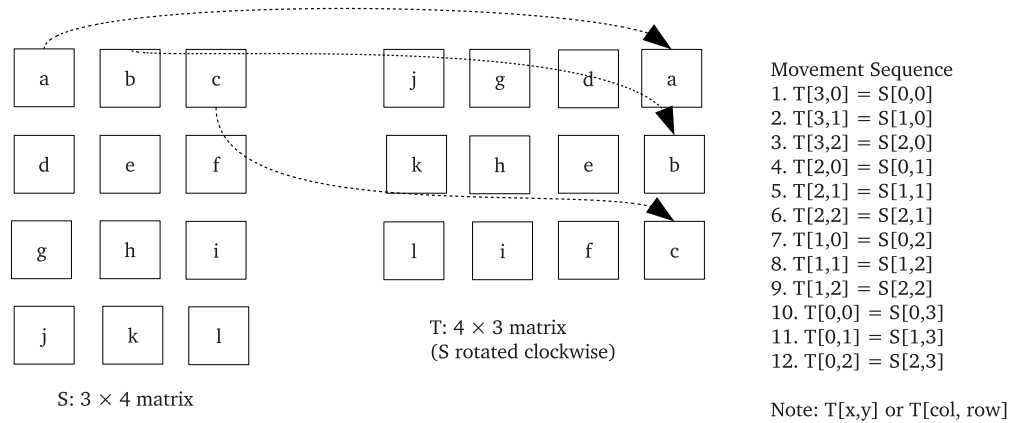 a b c j g d a
d e f k h e b
g h i l i f c
j k l
S: 3 × 4 matrix
T: 4 × 3 matrix
(S rotated clockwise)
Movement Sequence
1. T[3,0] = S[0,0]
2. T[3,1] = S[1,0]
3. T[3,2] = S[2,0]
4. T[2,0] = S[0,1]
5. T[2,1] = S[1,1]
6. T[2,2] = S[2,1]
7. T[1,0] = S[0,2]
8. T[1,1] = S[1,2]
9. T[1,2] = S[2,2]
10. T[0,0] = S[0,3]
11. T[0,1] = S[1,3]
12. T[0,2] = S[2,3]
Note: T[x,y] or T[col, row]